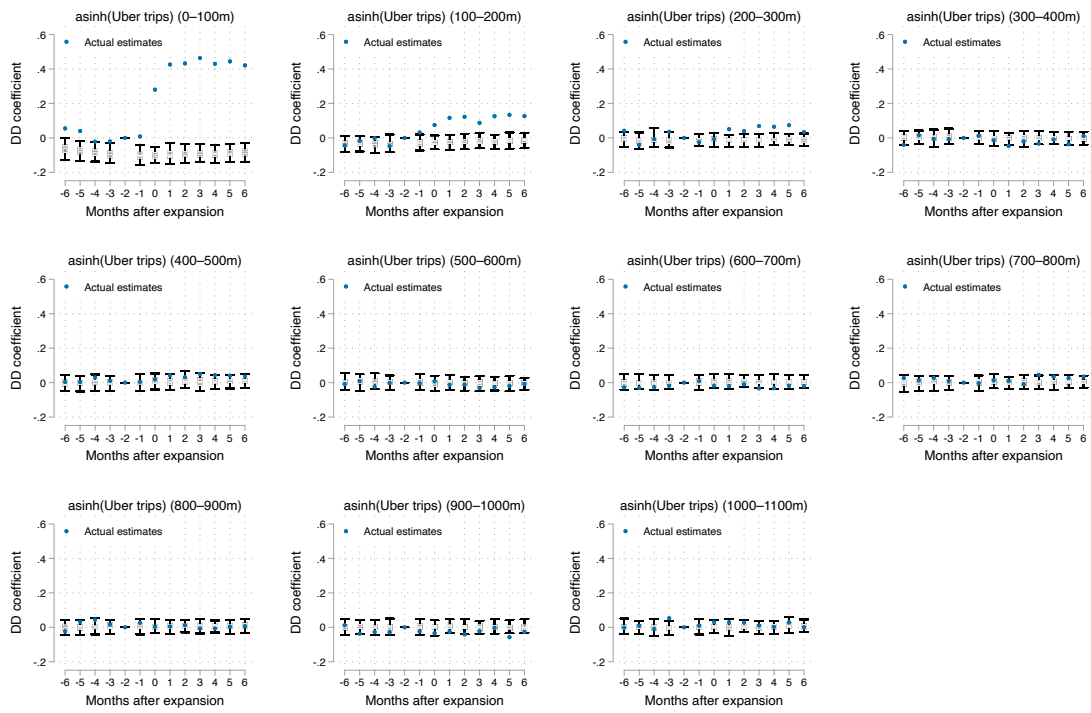 asinh(Uber trips) (0–100m)
.6
.4
.2
0
-.2
DD coefficient
Actual estimates
-6 -5 -4 -3 -2 -1 0 1 2 3 4 5 6
Months after expansion
asinh(Uber trips) (100–200m)
.6
.4
.2
0
-.2
DD coefficient
Actual estimates
-6 -5 -4 -3 -2 -1 0 1 2 3 4 5 6
Months after expansion
asinh(Uber trips) (200–300m)
.6
.4
.2
0
-.2
DD coefficient
Actual estimates
-6 -5 -4 -3 -2 -1 0 1 2 3 4 5 6
Months after expansion
asinh(Uber trips) (300–400m)
.6
.4
.2
0
-.2
DD coefficient
Actual estimates
-6 -5 -4 -3 -2 -1 0 1 2 3 4 5 6
Months after expansion
asinh(Uber trips) (400–500m)
.6
.4
.2
0
-.2
DD coefficient
Actual estimates
-6 -5 -4 -3 -2 -1 0 1 2 3 4 5 6
Months after expansion
asinh(Uber trips) (500–600m)
.6
.4
.2
0
-.2
DD coefficient
Actual estimates
-6 -5 -4 -3 -2 -1 0 1 2 3 4 5 6
Months after expansion
asinh(Uber trips) (600–700m)
.6
.4
.2
0
-.2
DD coefficient
Actual estimates
-6 -5 -4 -3 -2 -1 0 1 2 3 4 5 6
Months after expansion
asinh(Uber trips) (700–800m)
.6
.4
.2
0
-.2
DD coefficient
Actual estimates
-6 -5 -4 -3 -2 -1 0 1 2 3 4 5 6
Months after expansion
asinh(Uber trips) (800–900m)
.6
.4
.2
0
-.2
DD coefficient
Actual estimates
-6 -5 -4 -3 -2 -1 0 1 2 3 4 5 6
Months after expansion
asinh(Uber trips) (900–1000m)
.6
.4
.2
0
-.2
DD coefficient
Actual estimates
-6 -5 -4 -3 -2 -1 0 1 2 3 4 5 6
Months after expansion
asinh(Uber trips) (1000–1100m)
.6
.4
.2
0
-.2
DD coefficient
Actual estimates
-6 -5 -4 -3 -2 -1 0 1 2 3 4 5 6
Months after expansion